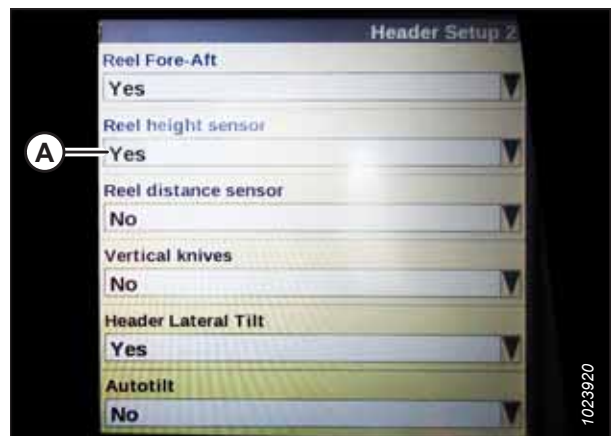 Header Setup 2
Reel Fore-Aft
Yes
Reel height sensor
A
Yes
Reel distance sensor
No
Vertical knives
No
Header Lateral Tilt
Yes
Autotilt
No
1023920